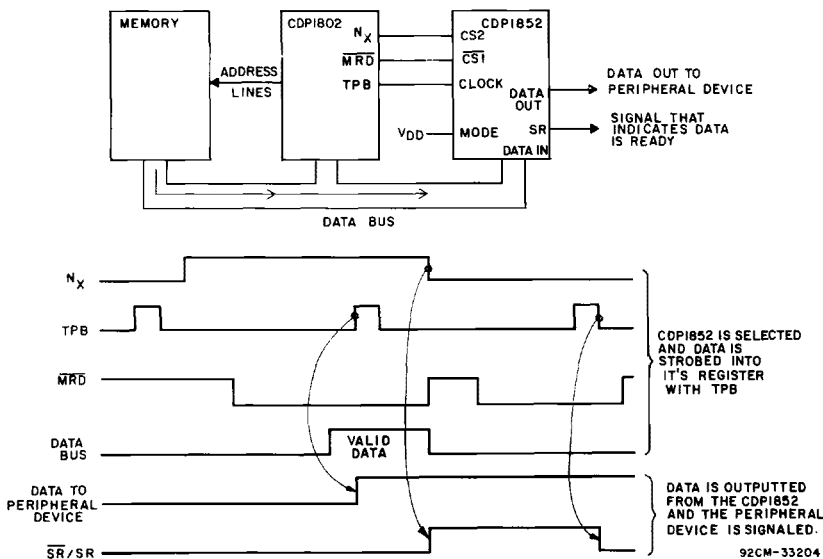 MEMORY
CDP1802
CDP1852
NX
CS2
MRD
CS1
ADDRESS
LINES
TPB
CLOCK
DATA
OUT
DATA OUT TO
PERIPHERAL DEVICE
VDD
MODE
SR
SIGNAL THAT
INDICATES DATA
IS READY
DATA IN
DATA BUS
NX
TPB
MRD
DATA
BUS
VALID
DATA
CDP1852 IS SELECTED
AND DATA IS
STROBED INTO
IT'S REGISTER
WITH TPB
DATA TO
PERIPHERAL
DEVICE
SR/SR
DATA IS OUTPUTTED
FROM THE CDP1852
AND THE PERIPHERAL
DEVICE IS SIGNALED.
92CM-33204